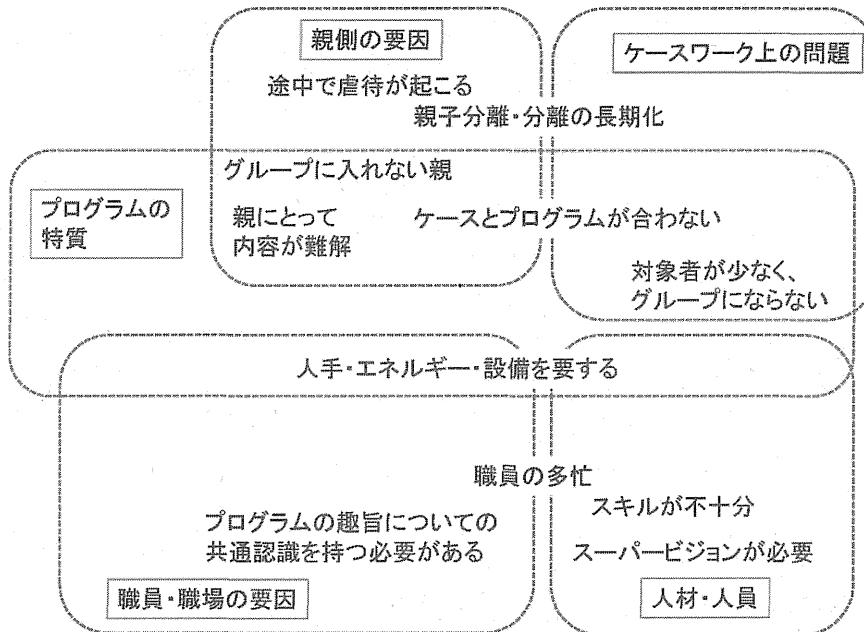 親側の要因
ケースワーク上の問題
途中で虐待が起こる
親子分離・分離の長期化
グループに入れない親
プログラムの
特質
親にとって
内容が難解
ケースとプログラムが合わない
対象者が少なく、
グループにならない
人手・エネルギー・設備を要する
職員の多忙
スキルが不十分
プログラムの趣旨についての
共通認識を持つ必要がある
スーパービジョンが必要
職員・職場の要因
人材・人員